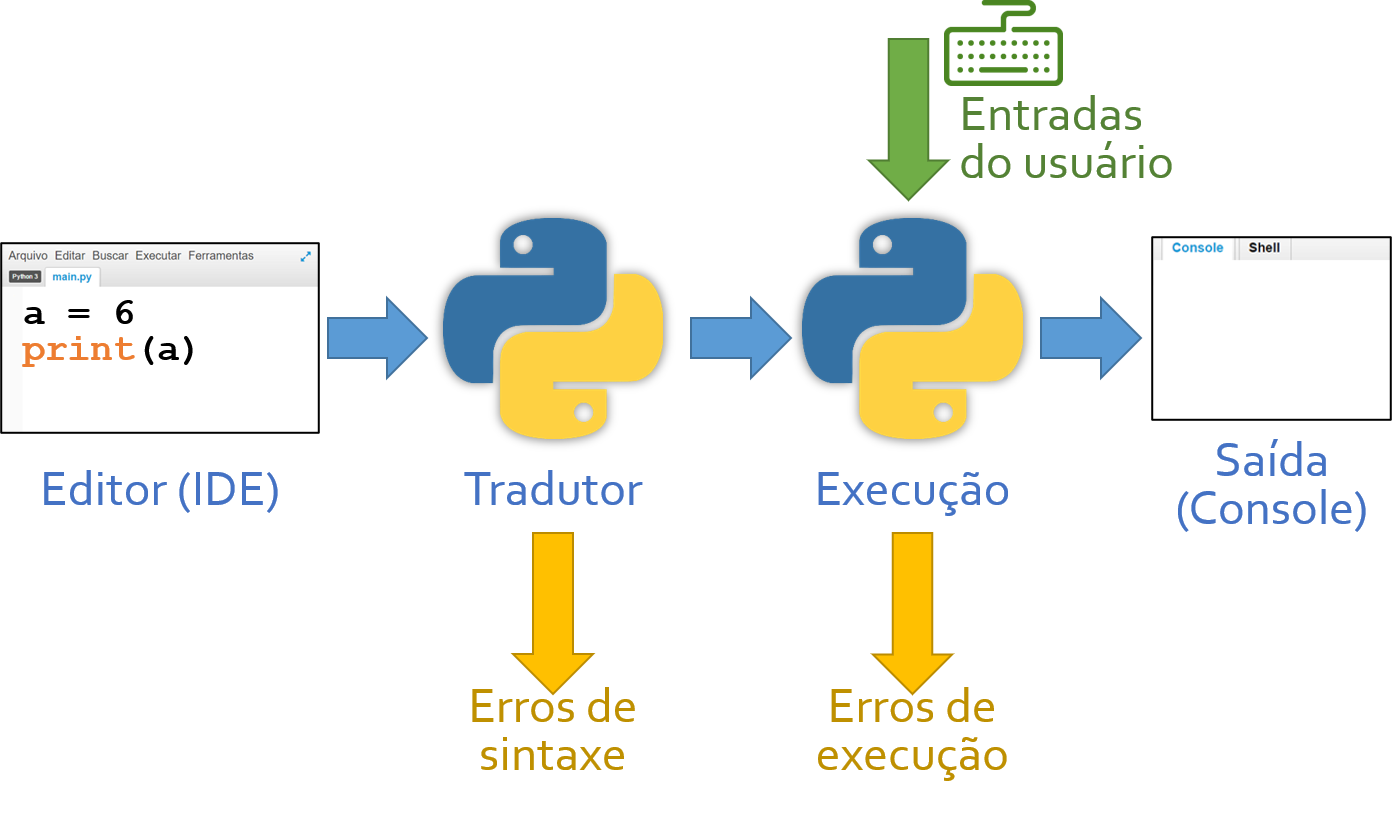 Entradas
do usuário
Arquivo Editar Buscar Executar Ferramentas
Python 3 main.py
a = 6
print(a)
Console Shell
Editor (IDE)
Tradutor
Execução
Saída
(Console)
Erros de
sintaxe
Erros de
execução